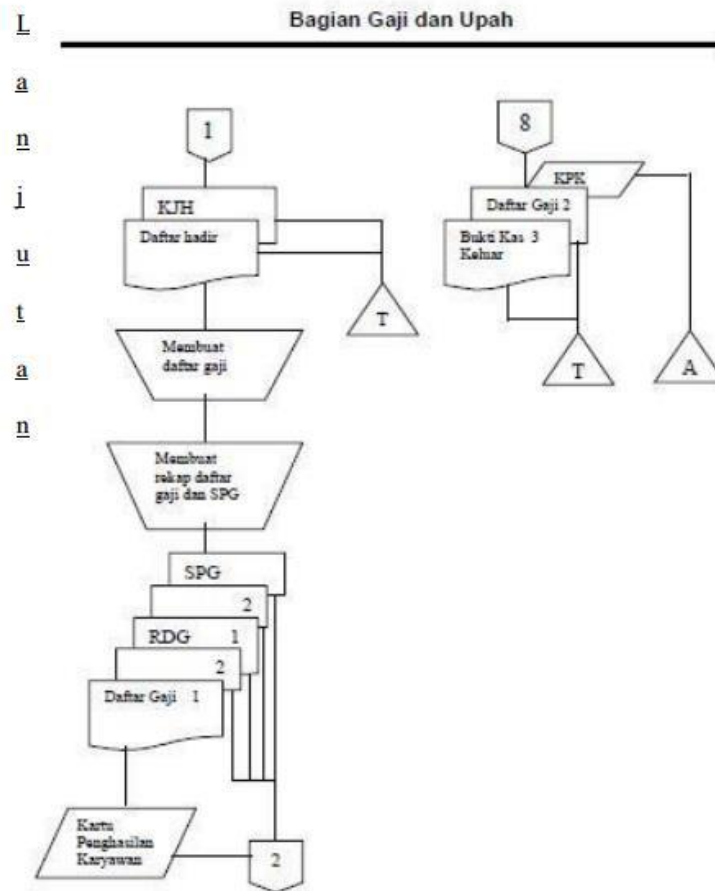 Bagian Gaji dan Upah
L
a
n
j
u
t
a
n
1
KJH
Daftar hadir
T
Membuat
daftar gaji
Membuat
rekap daftar
gaji dan SPG
SPG
2
RDG 1
2
Daftar Gaji 1
Kartu
Penghasilan
Karyawan
2
8
KPK
Daftar Gaji 2
Bukti Kas 3
Keluar
T
A